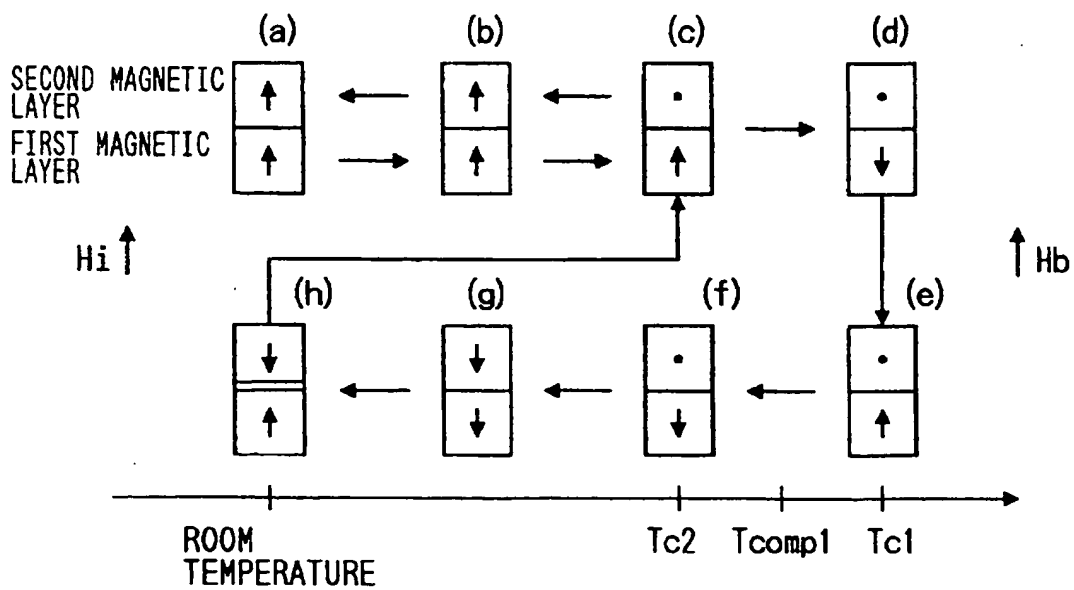 (a) (b) (c) (d)
SECOND MAGNETIC
LAYER
FIRST MAGNETIC
LAYER
Hi Hb
(h) (g) (f) (e)
ROOM
TEMPERATURE
Tc2 Tcomp1 Tc1